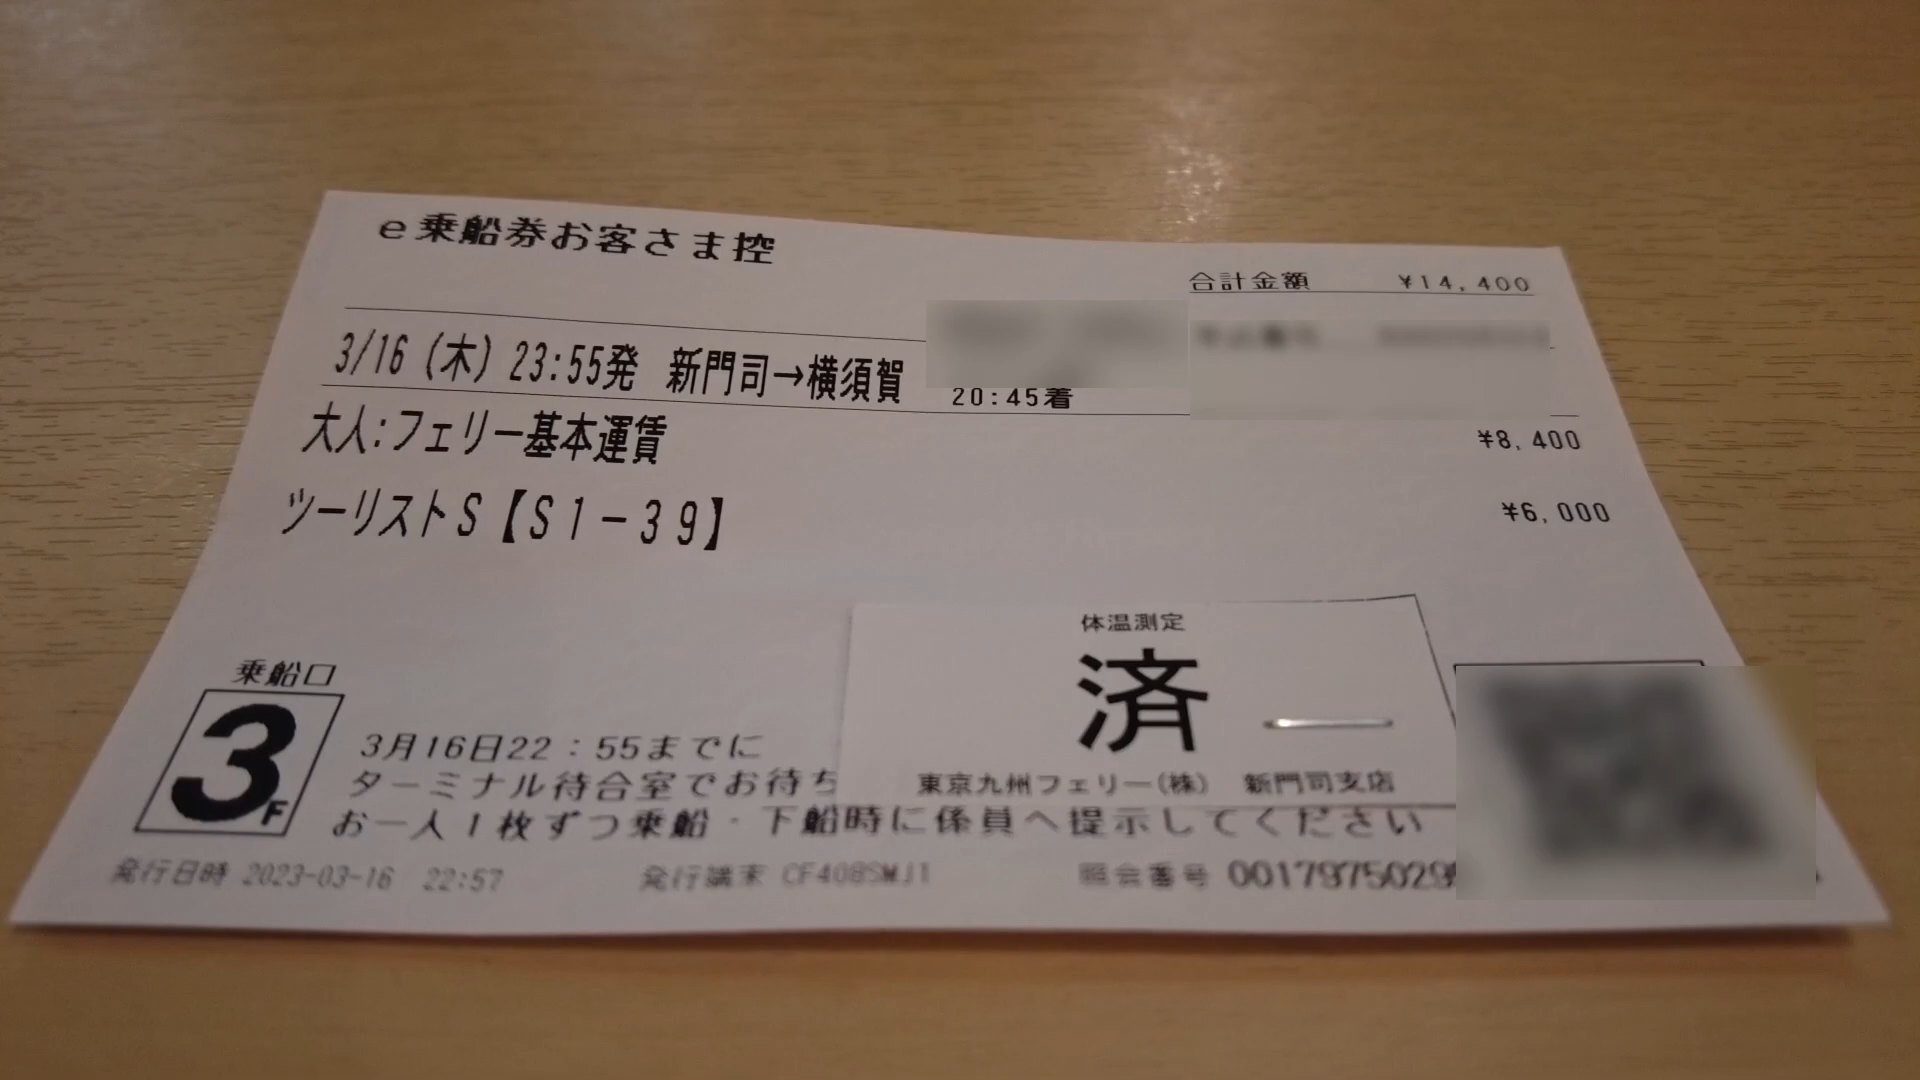 e乗船券お客さま控
合計金額 ¥14,400
3/16（木）23:55発 新門司→横須賀
20:45着
大人:フェリー基本運賃 ¥8,400
ツーリストS【S1-39】 ¥6,000
体温測定
済
東京九州フェリー(株) 新門司支店
乗船口
3F
3月16日22:55までに
ターミナル待合室でお待ち
お一人1枚ずつ乗船・下船時に係員へ提示してください
発行日時 2023-03-16 22:57 発行端末 CF408SMJ1 照会番号 0017975029